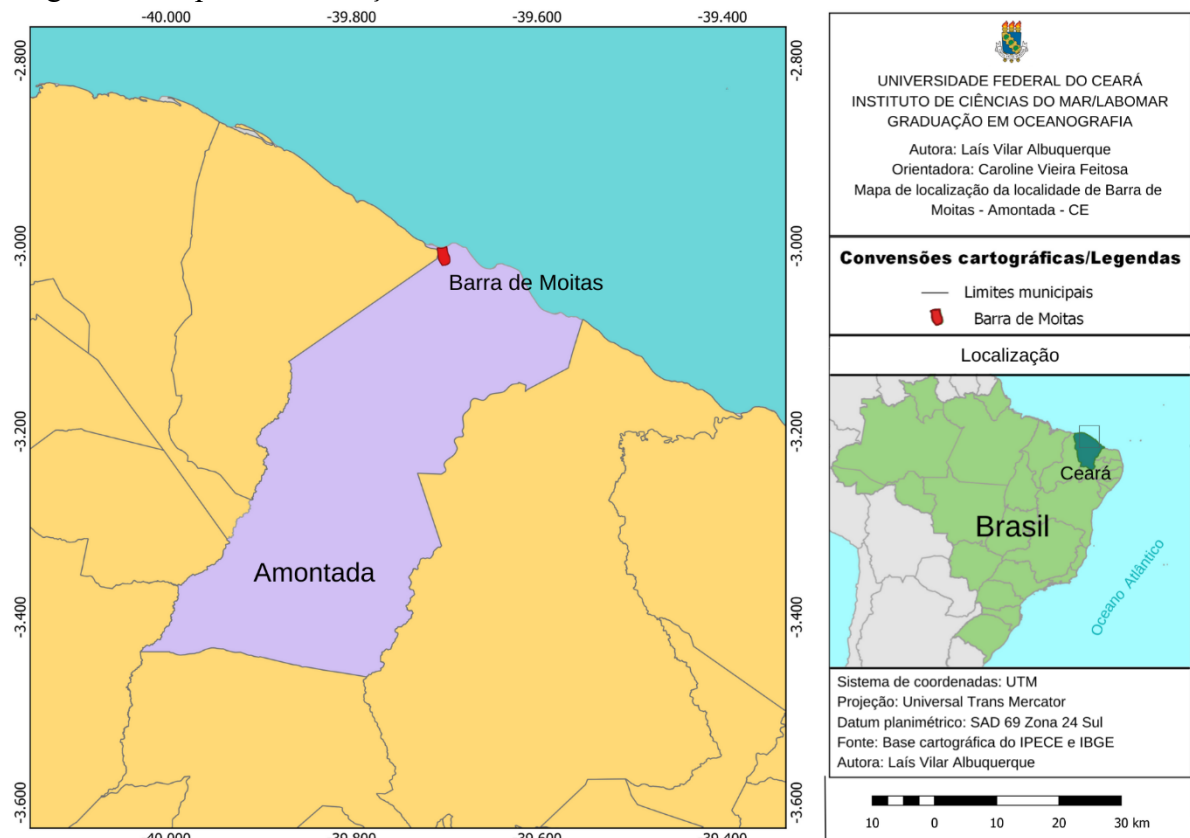 -40.000 -39.800 -39.600 -39.400
-2.800
-3.000
-3.200
-3.400
-3.600
Barra de Moitas
Amontada
-2.800
-3.000
-3.200
-3.400
-3.600
-40.000 -39.800 -39.600 -39.400
UNIVERSIDADE FEDERAL DO CEARÁ
INSTITUTO DE CIÊNCIAS DO MAR/LABOMAR
GRADUAÇÃO EM OCEANOGRAFIA
Autora: Laís Vilar Albuquerque
Orientadora: Caroline Vieira Feitosa
Mapa de localização da localidade de Barra de
Moitas - Amontada - CE
Convenções cartográficas/Legendas
Limites municipais
Barra de Moitas
Localização
Ceará
Brasil
Oceano Atlântico
Sistema de coordenadas: UTM
Projeção: Universal Trans Mercator
Datum planimétrico: SAD 69 Zona 24 Sul
Fonte: Base cartográfica do IPECE e IBGE
Autora: Laís Vilar Albuquerque
10 0 10 20 30 km